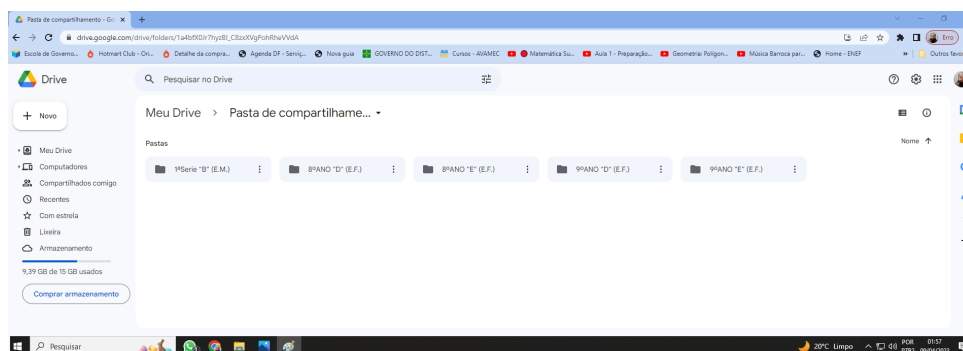 Pasta de compartilhamento - Go
drive.google.com/drive/folders/1a4bfX0Jr7hyzBl_C8zxXVgPohRheVVdA
Erro
Escola de Governo... Hotmart Club - Ori... Detalhe da compra... Agenda DF - Serviç... Nova guia GOVERNO DO DIST... Cursos - AVAMEC Matemática Su... Aula 1 - Preparação... Geometria: Polígon... Música Barroca par... Home - ENEF » Outros favor
Drive
Pesquisar no Drive
Novo
Meu Drive > Pasta de compartilhame...
Pastas
Nome
1ªSerie "B" (E.M.)
8ºANO "D" (E.F.)
8ºANO "E" (E.F.)
9ºANO "D" (E.F.)
9ºANO "E" (E.F.)
Meu Drive
Computadores
Compartilhados comigo
Recentes
Com estrela
Lixeira
Armazenamento
9,39 GB de 15 GB usados
Comprar armazenamento
Pesquisar
20°C Limpo
POR
01:57